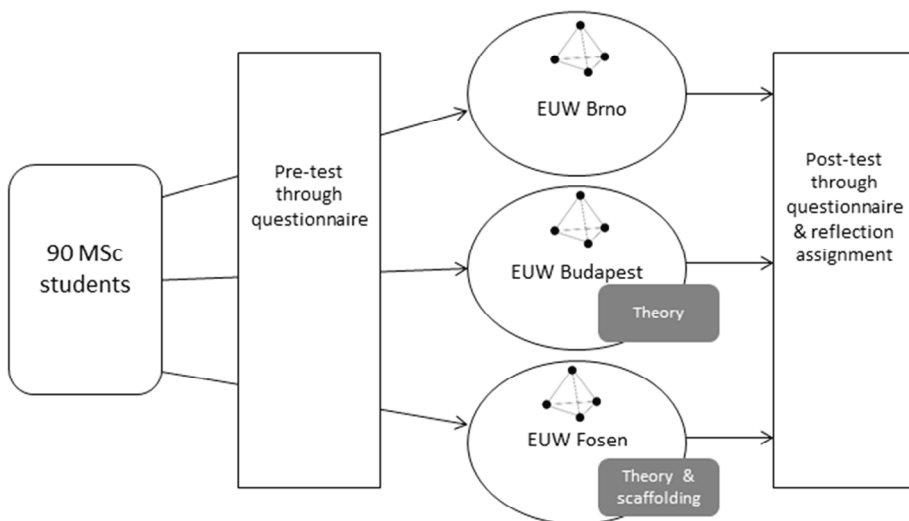 90 MSc
students
Pre-test
through
questionnaire
EUW Brno
EUW Budapest
Theory
EUW Fosen
Theory & 
scaffolding
Post-test
through
questionnaire
& reflection
assignment